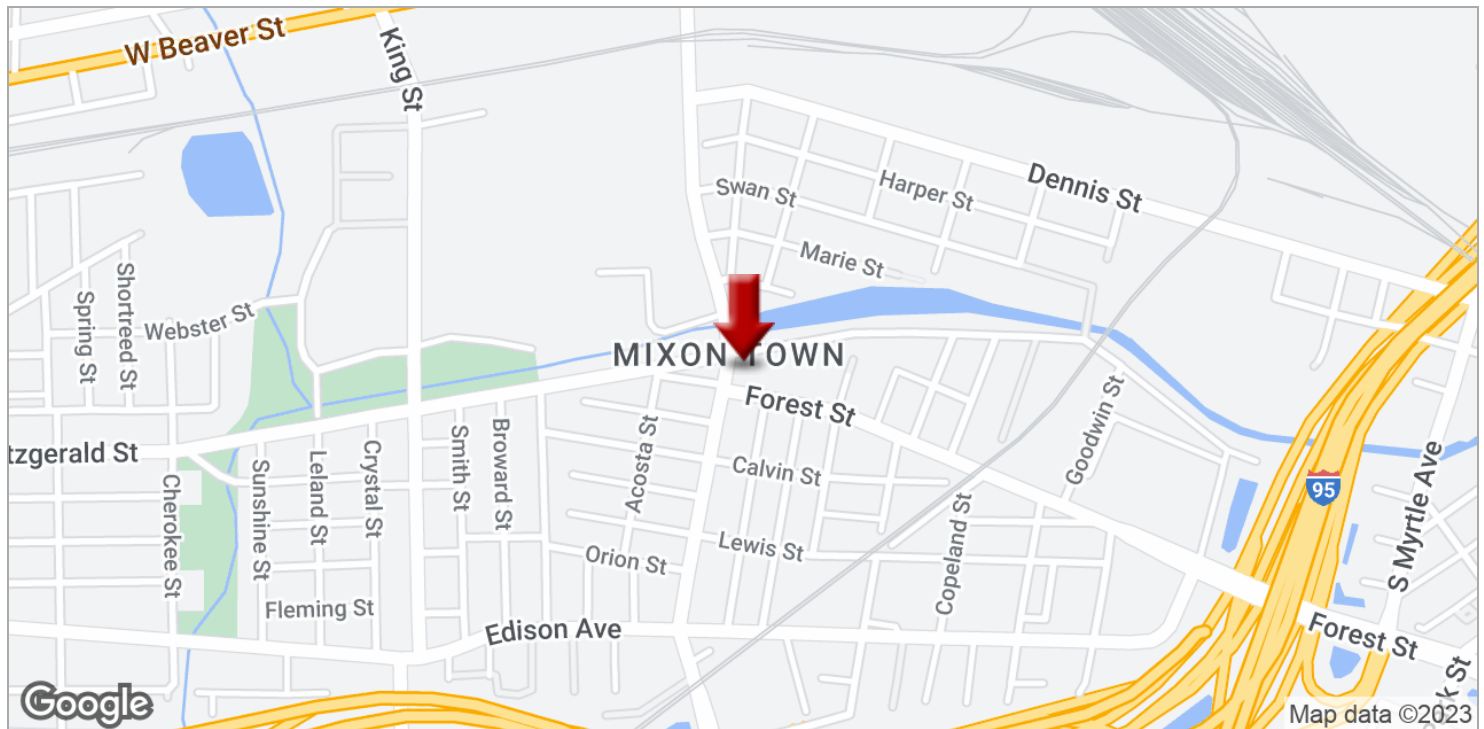 W Beaver St
King St
Dennis St
Harper St
Swan St
Marie St
Shortreed St
Spring St
Webster St
MIXON TOWN
Forest St
Goodwin St
95
S Myrtle Ave
tzgerald St
Cherokee St
Sunshine St
Leland St
Crystal St
Smith St
Broward St
Acosta St
Calvin St
Lewis St
Orion St
Copeland St
Fleming St
Edison Ave
Forest St
rk St
Google
Map data ©2023